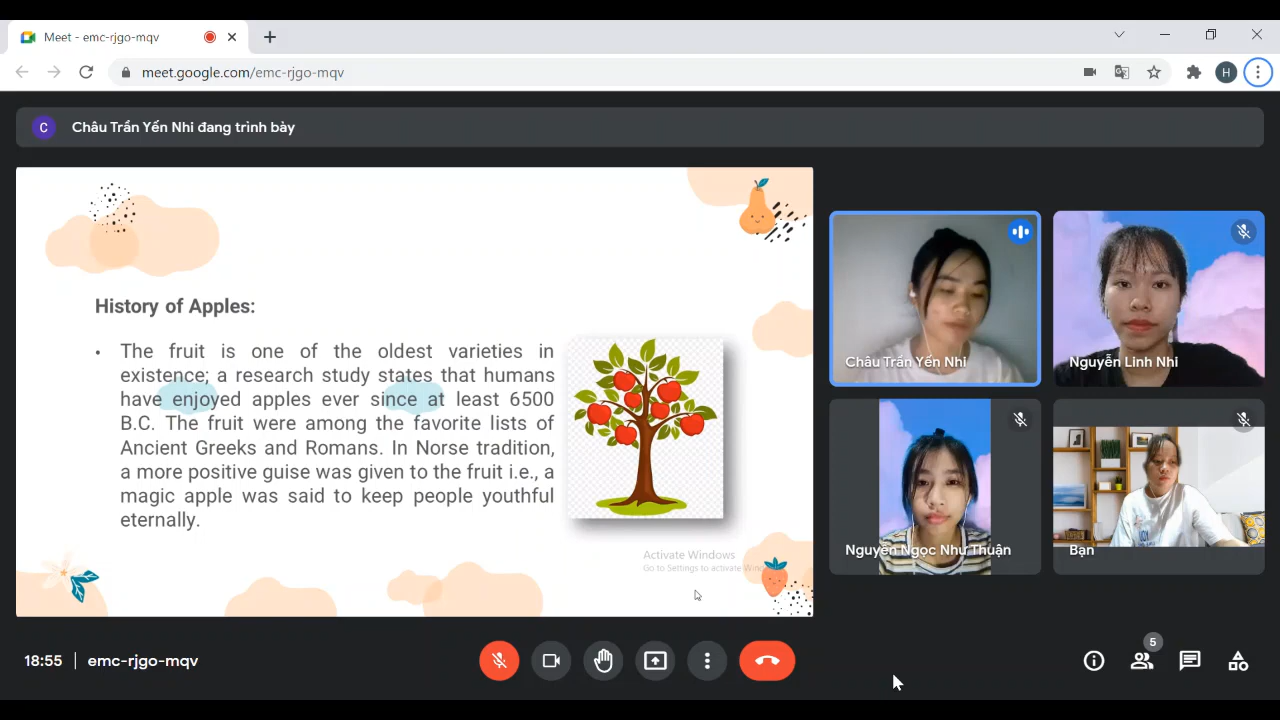 Meet - emc-rjgo-mqv
meet.google.com/emc-rjgo-mqv
H
C
Châu Trần Yến Nhi đang trình bày
History of Apples:
• The fruit is one of the oldest varieties in
existence; a research study states that humans
have enjoyed apples ever since at least 6500
B.C. The fruit were among the favorite lists of
Ancient Greeks and Romans. In Norse tradition,
a more positive guise was given to the fruit i.e., a
magic apple was said to keep people youthful
eternally.
Activate Windows
Go to Settings to activate
Châu Trần Yến Nhi
Nguyễn Linh Nhi
Nguyễn Ngọc Như Thuận
Bạn
18:55 | emc-rjgo-mqv
5